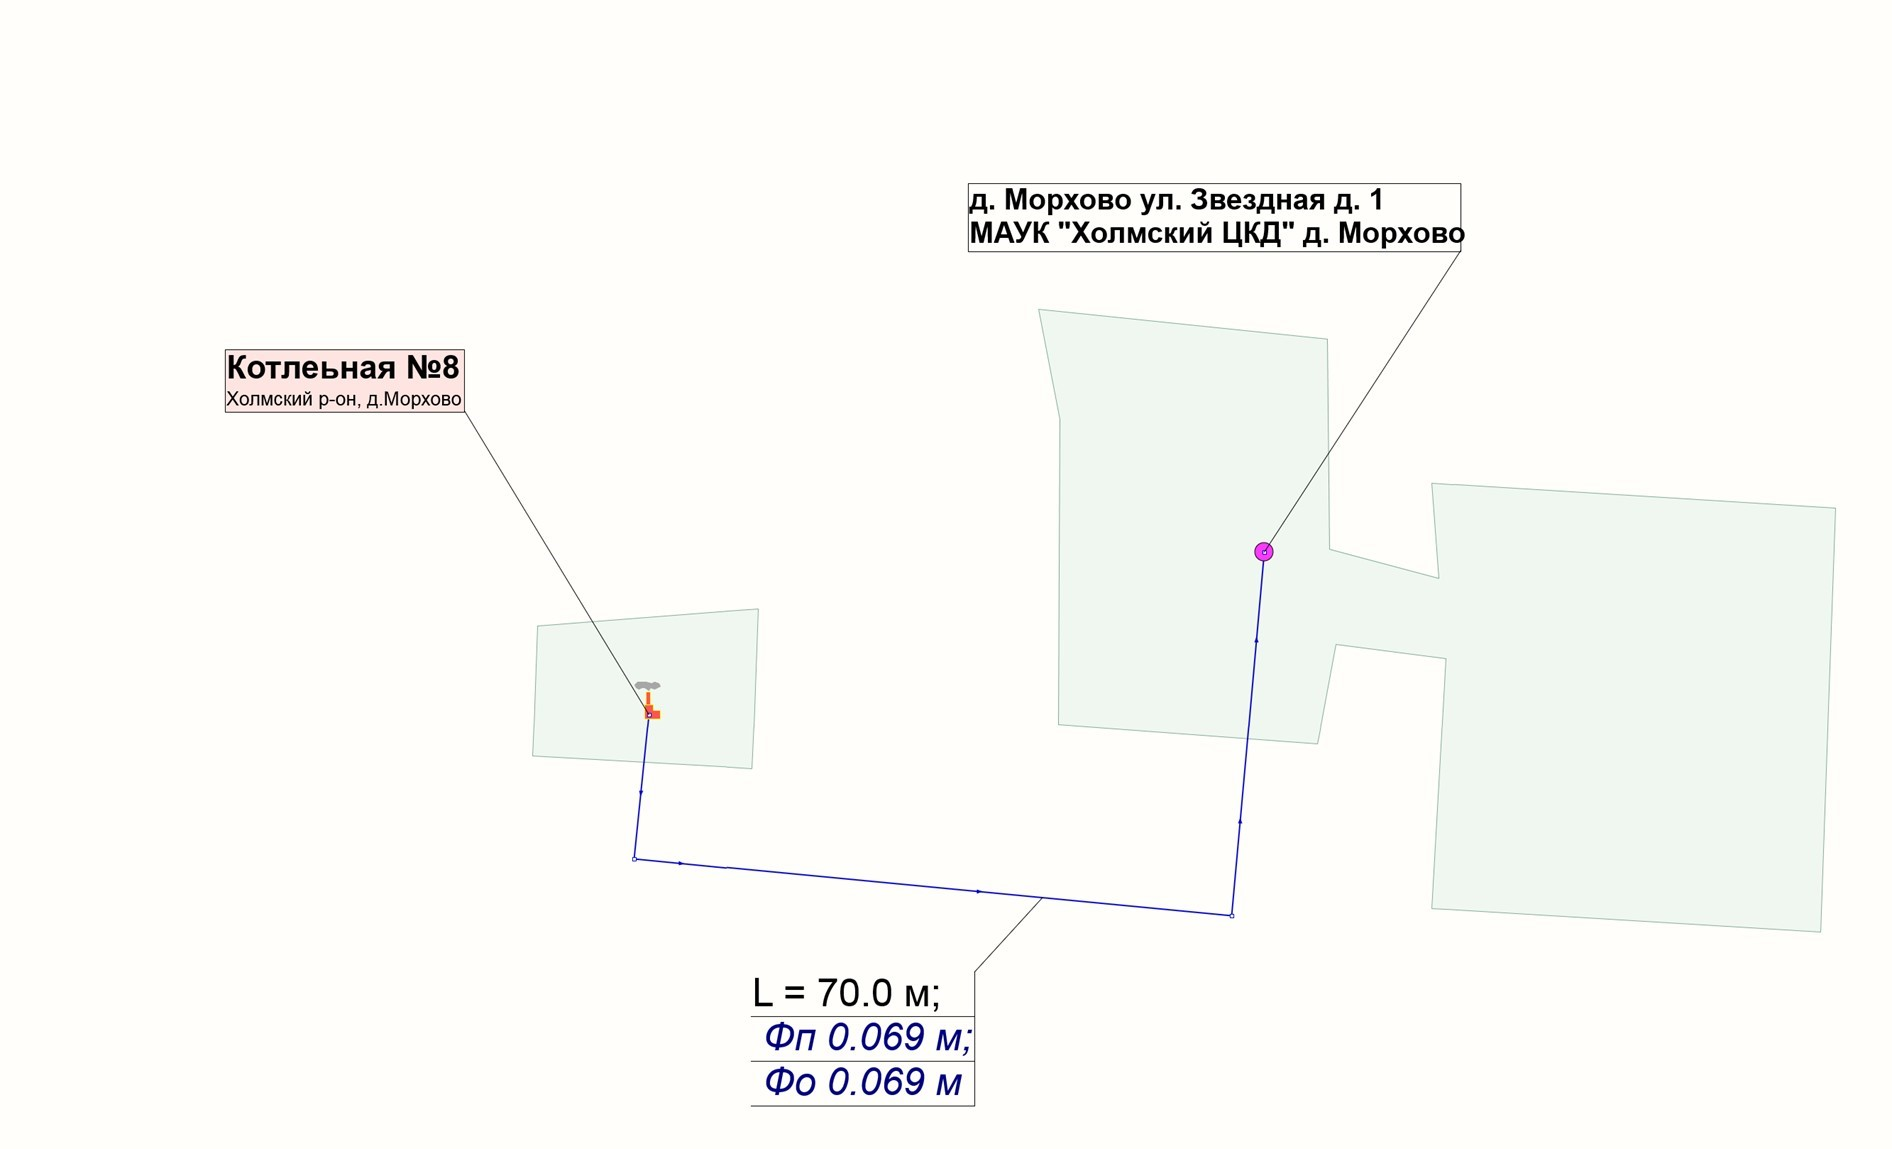 д. Морхово ул. Звездная д. 1
МАУК "Холмский ЦКД" д. Морхово
Котлеьная №8
Холмский р-он, д.Морхово
L = 70.0 м;
Фп 0.069 м;
Фо 0.069 м